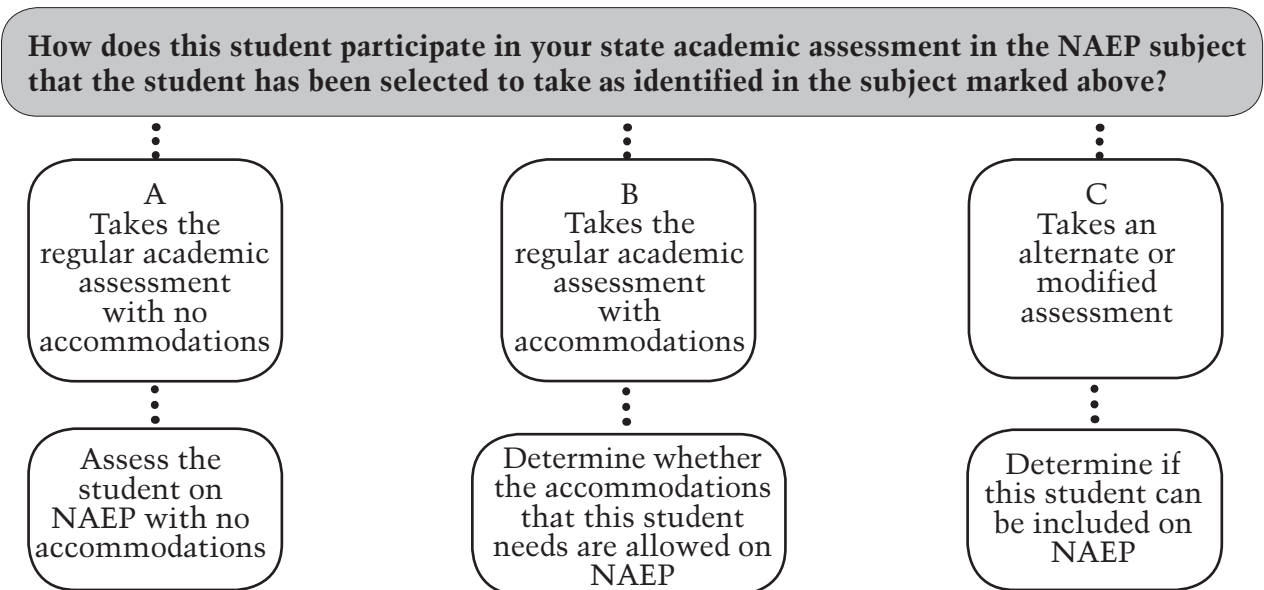 How does this student participate in your state academic assessment in the NAEP subject
that the student has been selected to take as identified in the subject marked above?
A
Takes the
regular academic
assessment
with no
accommodations
B
Takes the
regular academic
assessment
with
accommodations
C
Takes an
alternate or
modified
assessment
Assess the
student on
NAEP with no
accommodations
Determine whether
the accommodations
that this student
needs are allowed on
NAEP
Determine if
this student can
be included on
NAEP